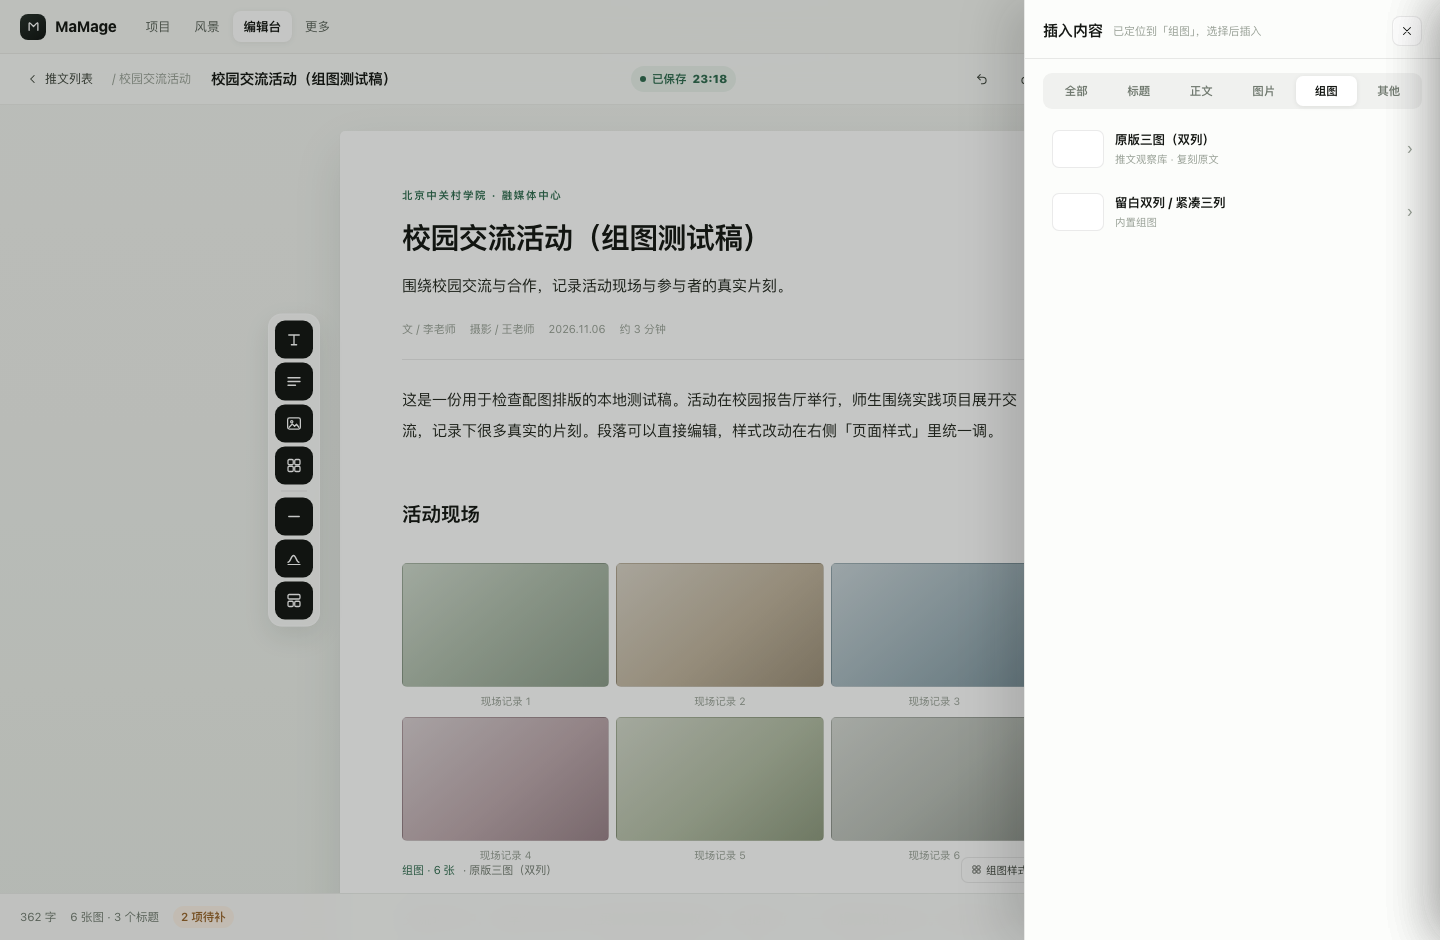 MaMage
项目
风景
编辑台
更多
推文列表
/ 校园交流活动
校园交流活动（组图测试稿）
已保存 23:18
北京中关村学院 · 融媒体中心
校园交流活动（组图测试稿）
围绕校园交流与合作，记录活动现场与参与者的真实片刻。
文 / 李老师 摄影 / 王老师 2026.11.06 约 3 分钟
这是一份用于检查配图排版的本地测试稿。活动在校园报告厅举行，师生围绕实践项目展开交
流，记录下很多真实的片刻。段落可以直接编辑，样式改动在右侧「页面样式」里统一调。
活动现场
现场记录 1
现场记录 2
现场记录 3
现场记录 4
现场记录 5
现场记录 6
组图 · 6 张 · 原版三图（双列）
组图样式
362 字 6 张图 · 3 个标题 2 项待补
插入内容 已定位到「组图」，选择后插入
全部
标题
正文
图片
组图
其他
原版三图（双列）
推文观察库 · 复刻原文
留白双列 / 紧凑三列
内置组图